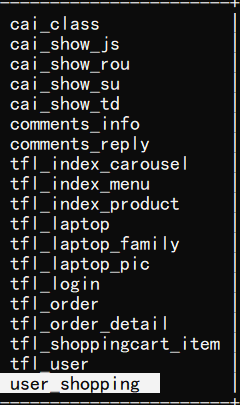 cai_class
cai_show_js
cai_show_rou
cai_show_su
cai_show_td
comments_info
comments_reply
tfl_index_carousel
tfl_index_menu
tfl_index_product
tfl_laptop
tfl_laptop_family
tfl_laptop_pic
tfl_login
tfl_order
tfl_order_detail
tfl_shoppingcart_item
tfl_user
user_shopping